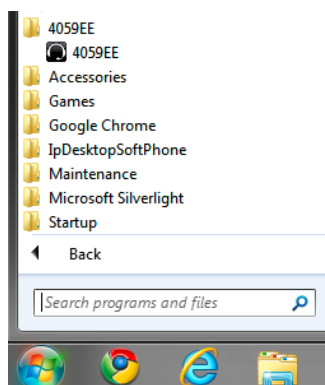 4059EE
4059EE
Accessories
Games
Google Chrome
IpDesktopSoftPhone
Maintenance
Microsoft Silverlight
Startup
Back
Search programs and files